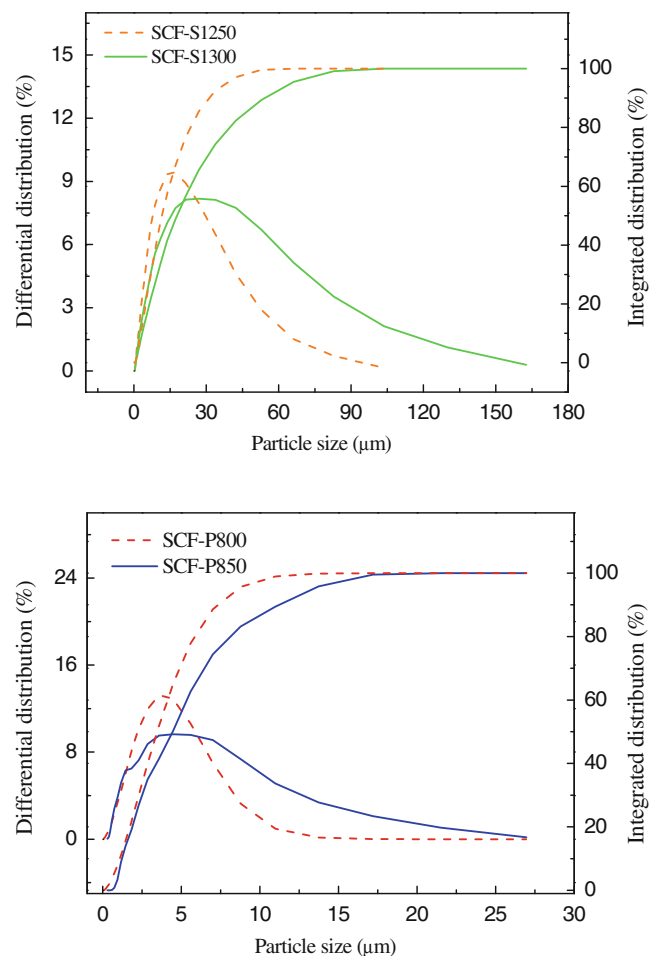 SCF-S1250
SCF-S1300
Differential distribution (%)
15
12
9
6
3
0
Integrated distribution (%)
100
80
60
40
20
0
0 30 60 90 120 150 180
Particle size (μm)
SCF-P800
SCF-P850
Differential distribution (%)
24
16
8
0
Integrated distribution (%)
100
80
60
40
20
0
0 5 10 15 20 25 30
Particle size (μm)